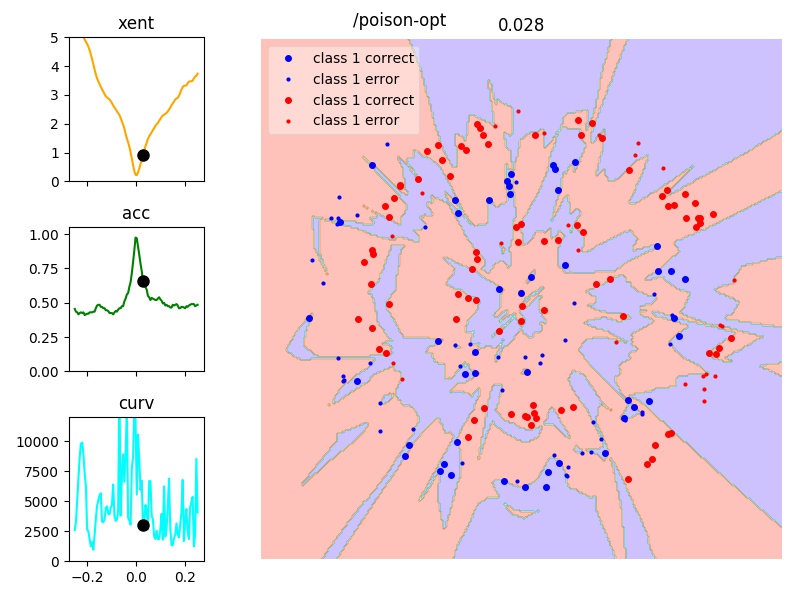 /poison-opt
0.028
xent
5
4
3
2
1
0
acc
1.00
0.75
0.50
0.25
0.00
curv
10000
7500
5000
2500
0
−0.2 0.0 0.2
class 1 correct
class 1 error
class 1 correct
class 1 error